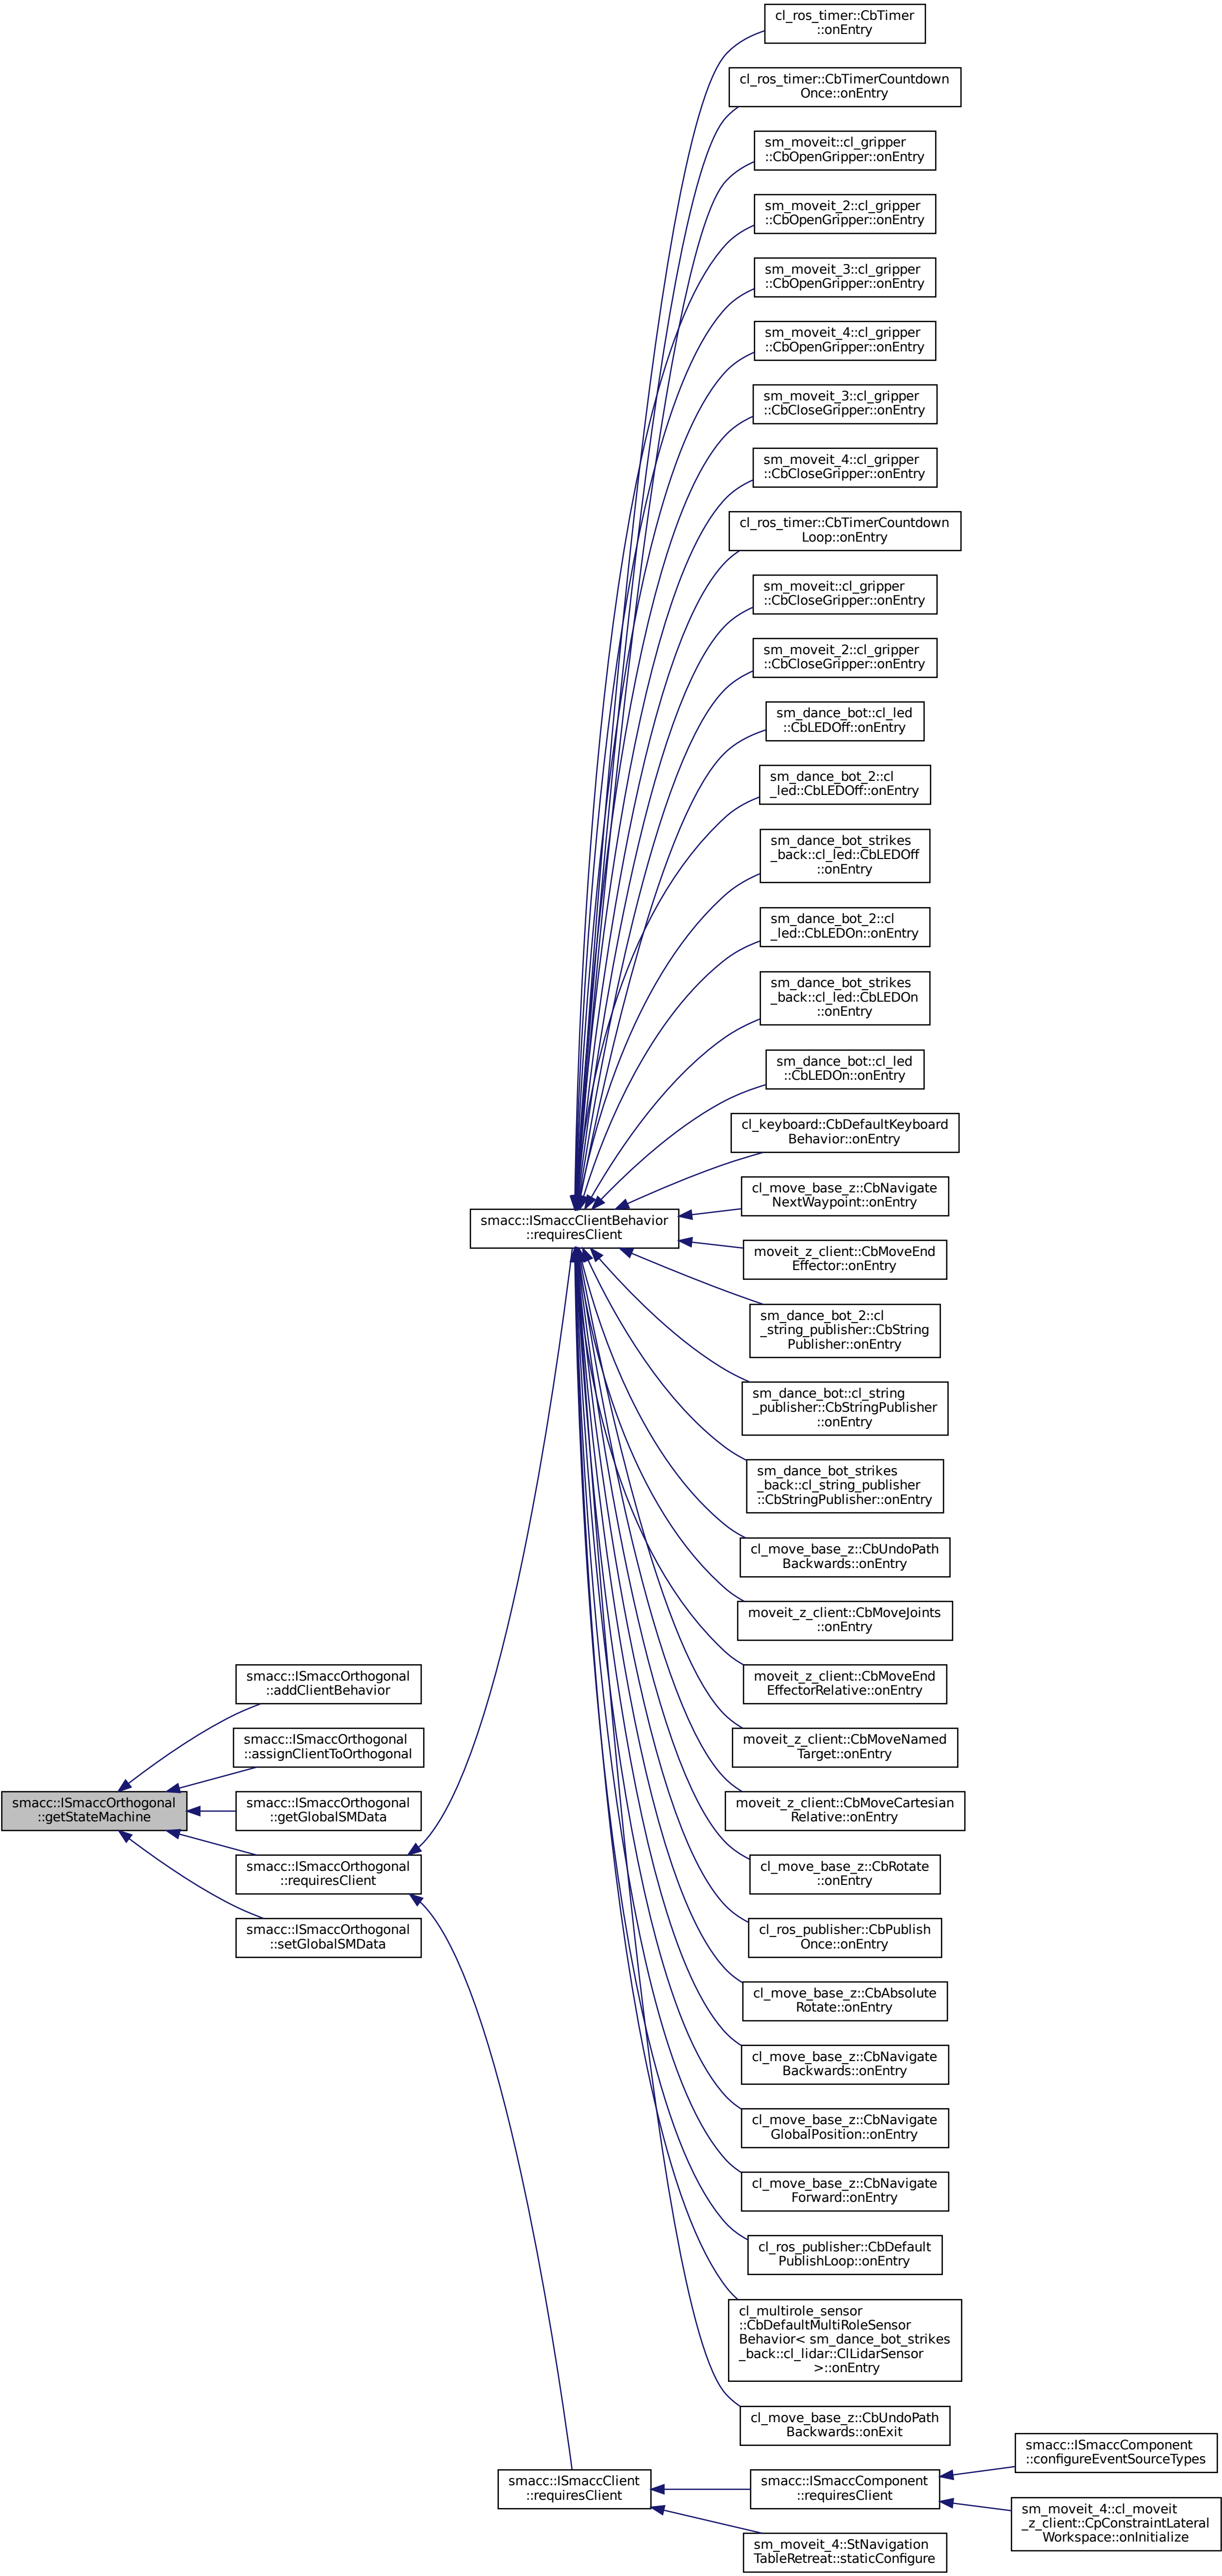 cl_ros_timer::CbTimer
::onEntry
cl_ros_timer::CbTimerCountdown
Once::onEntry
sm_moveit::cl_gripper
::CbOpenGripper::onEntry
sm_moveit_2::cl_gripper
::CbOpenGripper::onEntry
sm_moveit_3::cl_gripper
::CbOpenGripper::onEntry
sm_moveit_4::cl_gripper
::CbOpenGripper::onEntry
sm_moveit_3::cl_gripper
::CbCloseGripper::onEntry
sm_moveit_4::cl_gripper
::CbCloseGripper::onEntry
cl_ros_timer::CbTimerCountdown
Loop::onEntry
sm_moveit::cl_gripper
::CbCloseGripper::onEntry
sm_moveit_2::cl_gripper
::CbCloseGripper::onEntry
sm_dance_bot::cl_led
::CbLEDOff::onEntry
sm_dance_bot_2::cl
_led::CbLEDOff::onEntry
sm_dance_bot_strikes
_back::cl_led::CbLEDOff
::onEntry
sm_dance_bot_2::cl
_led::CbLEDOn::onEntry
sm_dance_bot_strikes
_back::cl_led::CbLEDOn
::onEntry
sm_dance_bot::cl_led
::CbLEDOn::onEntry
cl_keyboard::CbDefaultKeyboard
Behavior::onEntry
cl_move_base_z::CbNavigate
NextWaypoint::onEntry
smacc::ISmaccClientBehavior
::requiresClient
moveit_z_client::CbMoveEnd
Effector::onEntry
sm_dance_bot_2::cl
_string_publisher::CbString
Publisher::onEntry
sm_dance_bot::cl_string
_publisher::CbStringPublisher
::onEntry
sm_dance_bot_strikes
_back::cl_string_publisher
::CbStringPublisher::onEntry
cl_move_base_z::CbUndoPath
Backwards::onEntry
moveit_z_client::CbMoveJoints
::onEntry
moveit_z_client::CbMoveEnd
EffectorRelative::onEntry
moveit_z_client::CbMoveNamed
Target::onEntry
moveit_z_client::CbMoveCartesian
Relative::onEntry
cl_move_base_z::CbRotate
::onEntry
cl_ros_publisher::CbPublish
Once::onEntry
cl_move_base_z::CbAbsolute
Rotate::onEntry
cl_move_base_z::CbNavigate
Backwards::onEntry
cl_move_base_z::CbNavigate
GlobalPosition::onEntry
cl_move_base_z::CbNavigate
Forward::onEntry
cl_ros_publisher::CbDefault
PublishLoop::onEntry
cl_multirole_sensor
::CbDefaultMultiRoleSensor
Behavior< sm_dance_bot_strikes
_back::cl_lidar::ClLidarSensor
>::onEntry
cl_move_base_z::CbUndoPath
Backwards::onExit
smacc::ISmaccOrthogonal
::addClientBehavior
smacc::ISmaccOrthogonal
::assignClientToOrthogonal
smacc::ISmaccOrthogonal
::getStateMachine
smacc::ISmaccOrthogonal
::getGlobalSMData
smacc::ISmaccOrthogonal
::requiresClient
smacc::ISmaccOrthogonal
::setGlobalSMData
smacc::ISmaccClient
::requiresClient
smacc::ISmaccComponent
::requiresClient
smacc::ISmaccComponent
::configureEventSourceTypes
sm_moveit_4::cl_moveit
_z_client::CpConstraintLateral
Workspace::onInitialize
sm_moveit_4::StNavigation
TableRetreat::staticConfigure